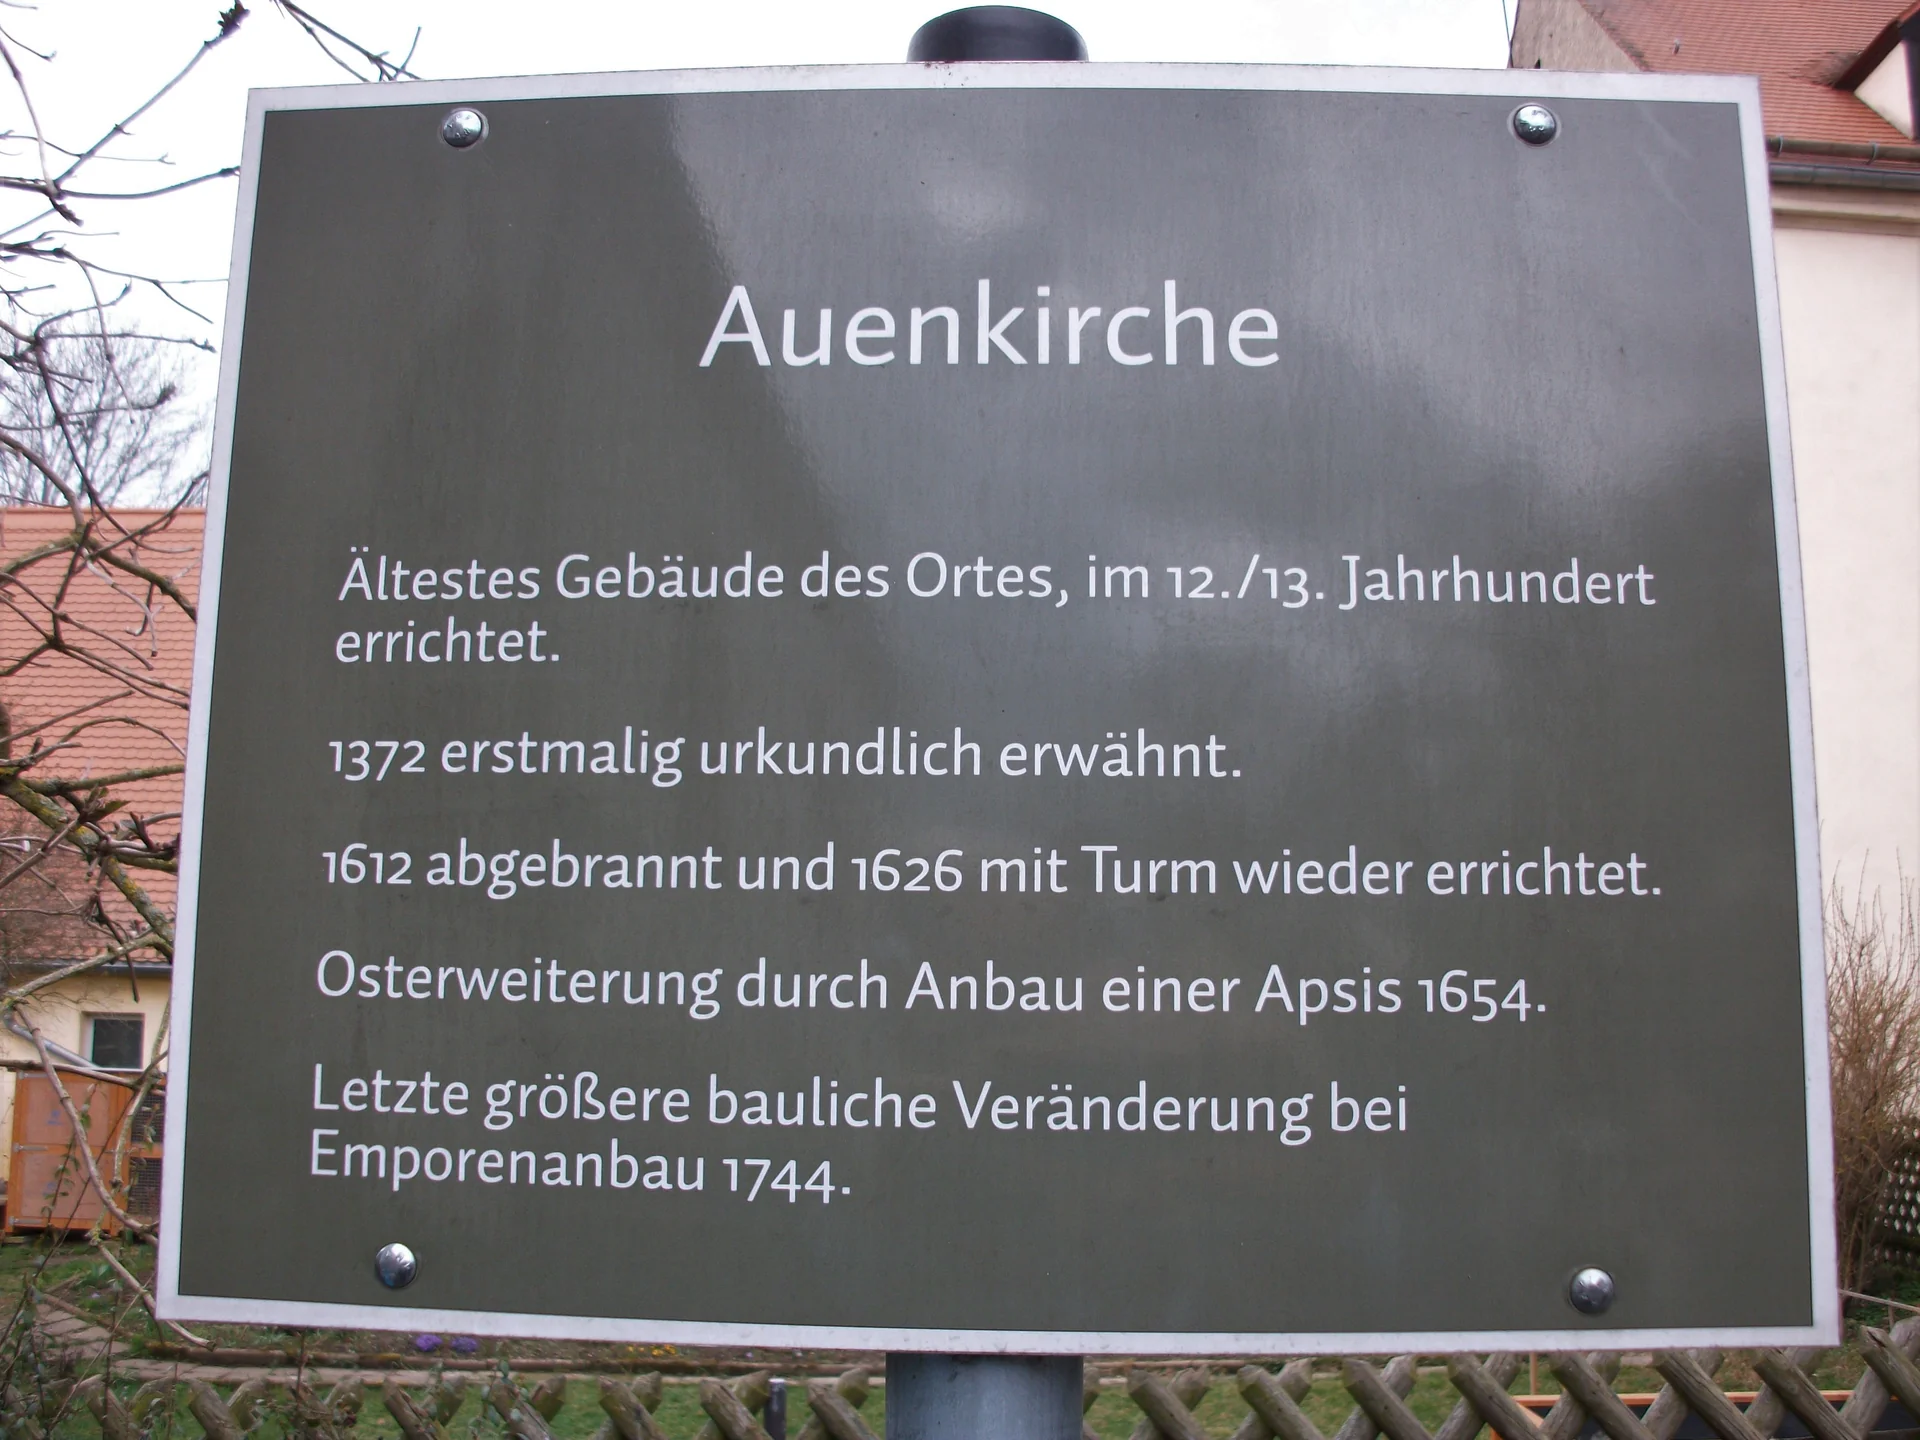 Auenkirche
Ältestes Gebäude des Ortes, im 12./13. Jahrhundert
errichtet.
1372 erstmalig urkundlich erwähnt.
1612 abgebrannt und 1626 mit Turm wieder errichtet.
Osterweiterung durch Anbau einer Apsis 1654.
Letzte größere bauliche Veränderung bei
Emporenanbau 1744.